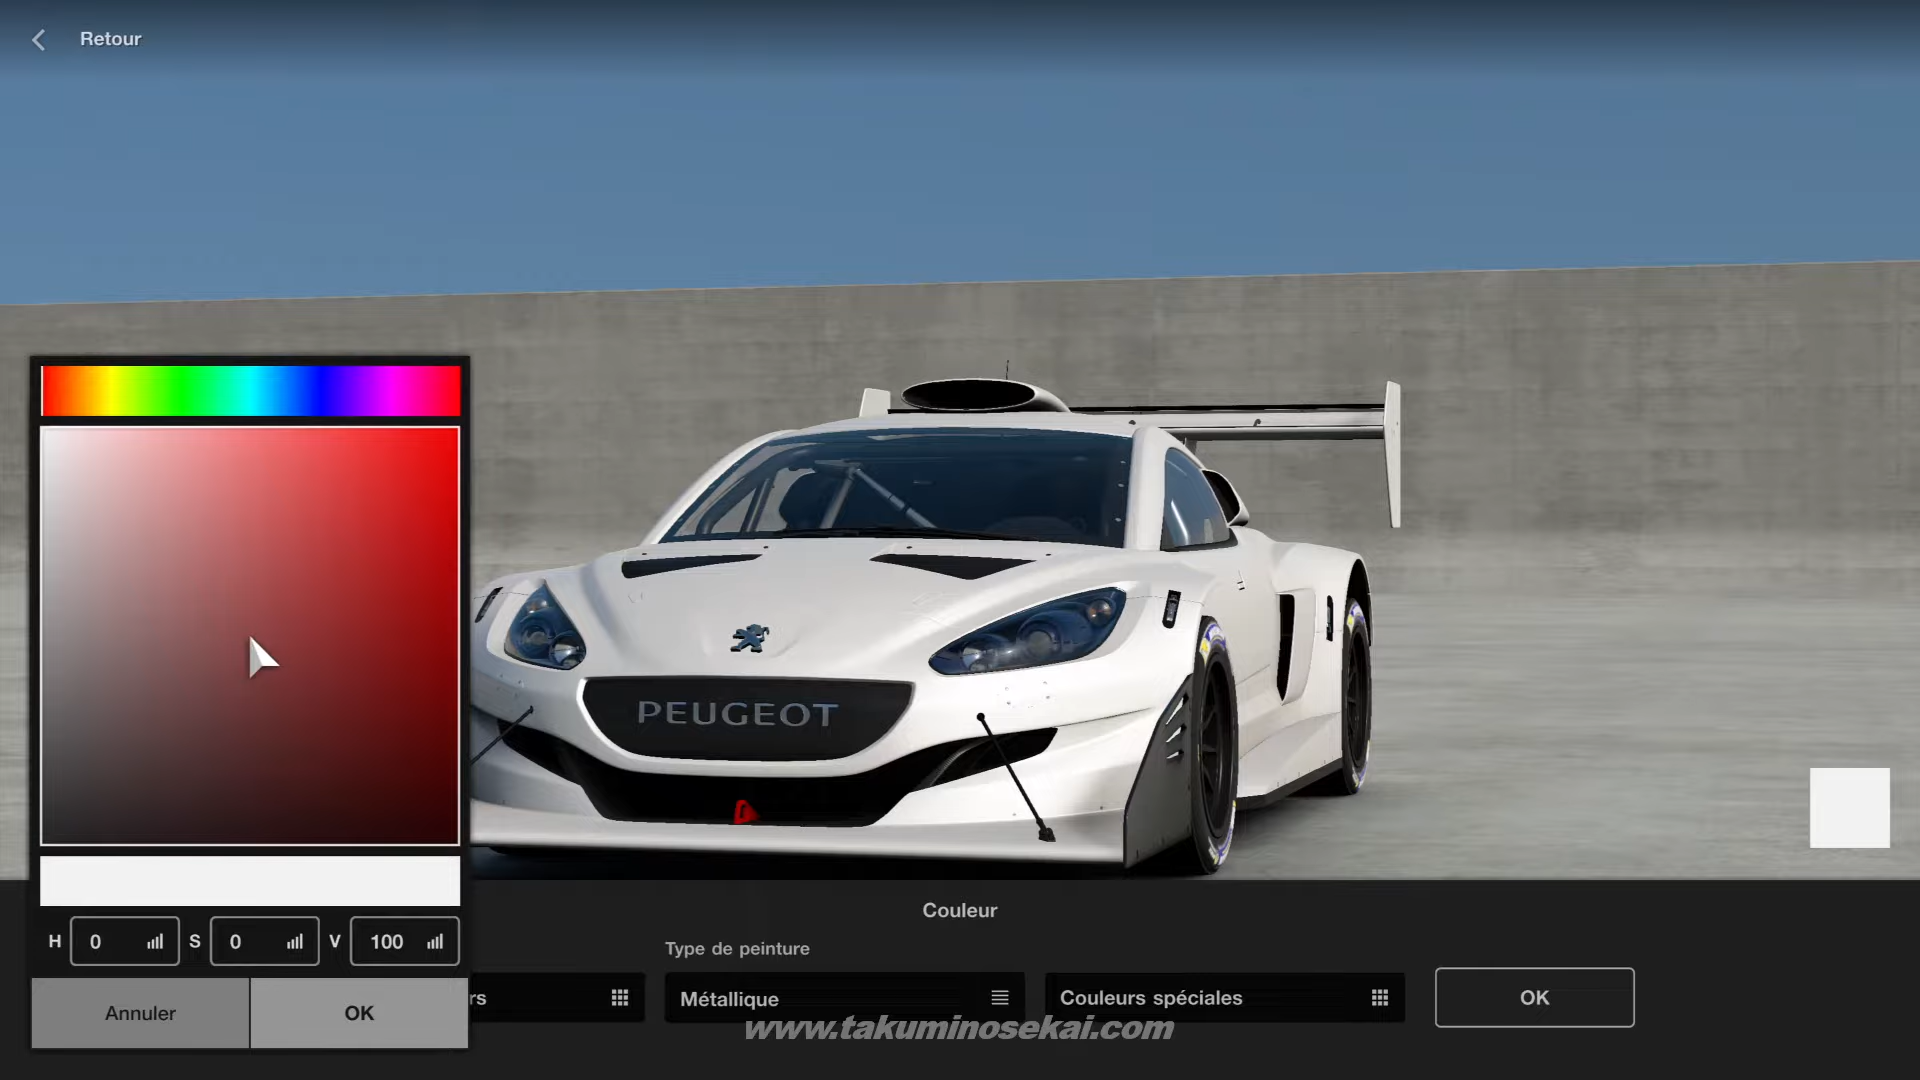 Retour
PEUGEOT
Couleur
H 0 S 0 V 100
Type de peinture
rs
Métallique
Couleurs spéciales
OK
Annuler
OK
www.takuminosekai.com